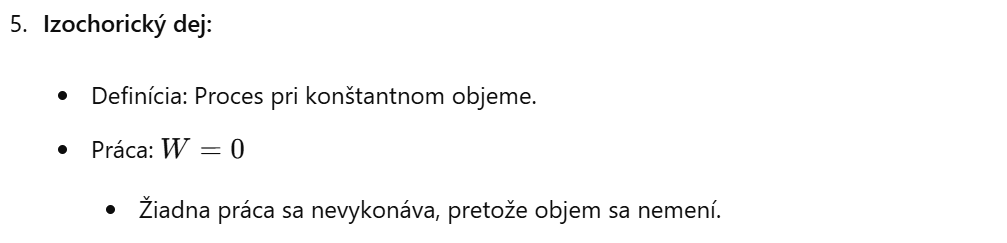 5. Izochorický dej:
• Definícia: Proces pri konštantnom objeme.
• Práca: W = 0
• Žiadna práca sa nevykonáva, pretože objem sa nemení.